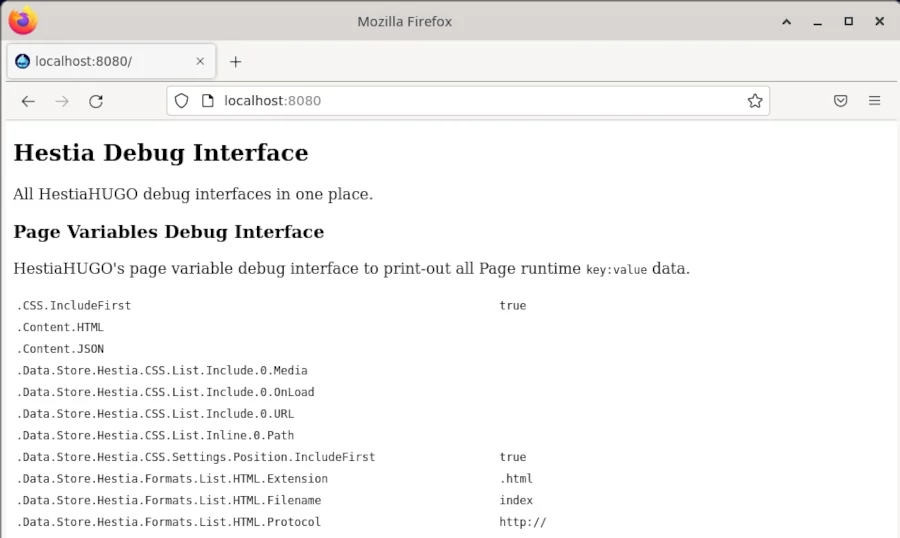 Mozilla Firefox
localhost:8080/
localhost:8080
Hestia Debug Interface
All HestiaHUGO debug interfaces in one place.
Page Variables Debug Interface
HestiaHUGO's page variable debug interface to print-out all Page runtime key:value data.
.CSS.IncludeFirst true
.Content.HTML
.Content.JSON
.Data.Store.Hestia.CSS.List.Include.0.Media
.Data.Store.Hestia.CSS.List.Include.0.OnLoad
.Data.Store.Hestia.CSS.List.Include.0.URL
.Data.Store.Hestia.CSS.List.Inline.0.Path
.Data.Store.Hestia.CSS.Settings.Position.IncludeFirst true
.Data.Store.Hestia.Formats.List.HTML.Extension .html
.Data.Store.Hestia.Formats.List.HTML.Filename index
.Data.Store.Hestia.Formats.List.HTML.Protocol http://